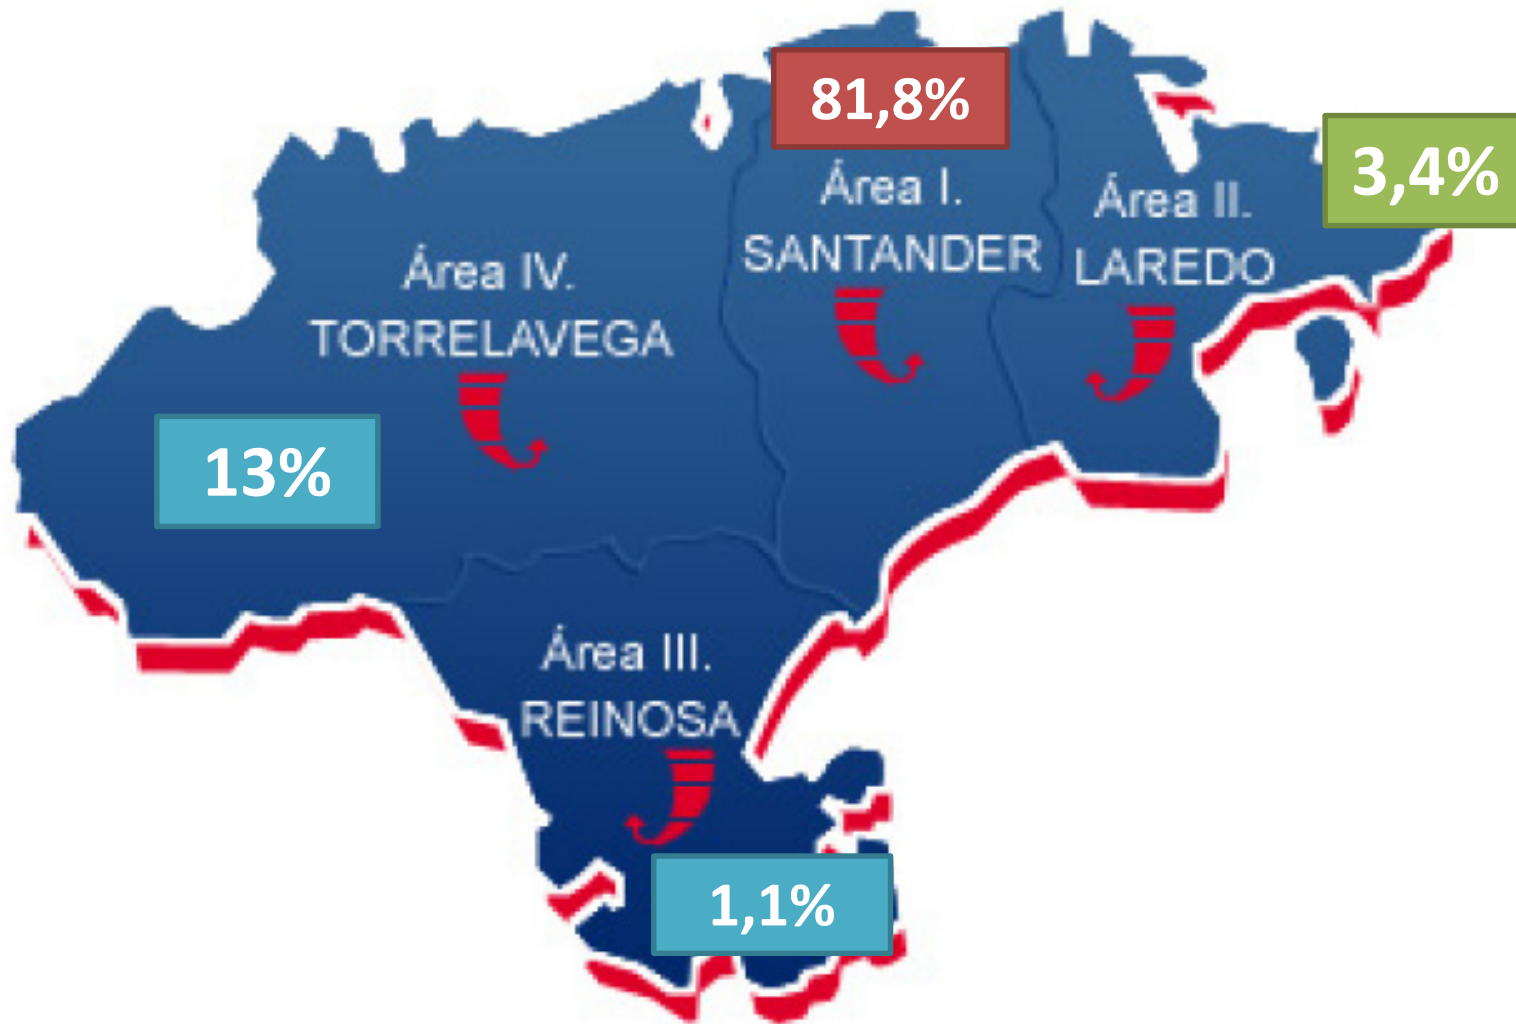 81,8%
Área I.
SANTANDER
3,4%
Área II.
LAREDO
Área IV.
TORRELAVEGA
13%
Área III.
REINOSA
1,1%